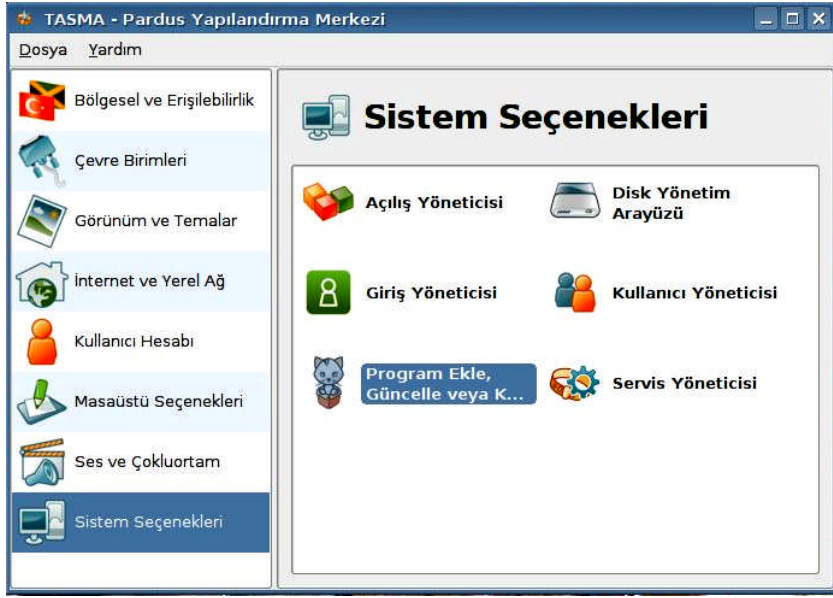 TASMA - Pardus Yapılandırma Merkezi
Dosya Yardım
Bölgesel ve Erişilebilirlik
Çevre Birimleri
Görünüm ve Temalar
İnternet ve Yerel Ağ
Kullanıcı Hesabı
Masaüstü Seçenekleri
Ses ve Çokluortam
Sistem Seçenekleri
Sistem Seçenekleri
Açılış Yöneticisi
Disk Yönetim
Arayüzü
Giriş Yöneticisi
Kullanıcı Yöneticisi
Program Ekle,
Güncelle veya K...
Servis Yöneticisi